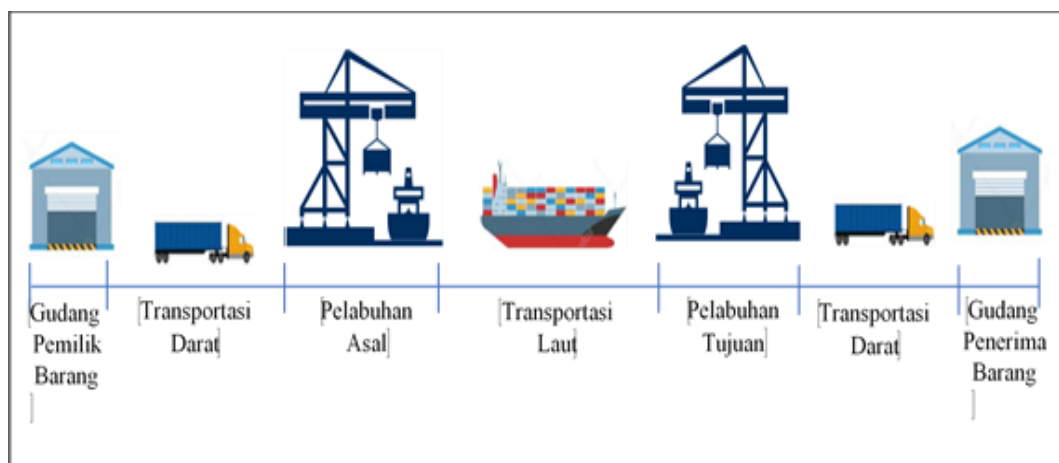 Gudang
Pemilik
Barang
Transportasi
Darat
Pelabuhan
Asal
Transportasi
Laut
Pelabuhan
Tujuan
Transportasi
Darat
Gudang
Penerima
Barang